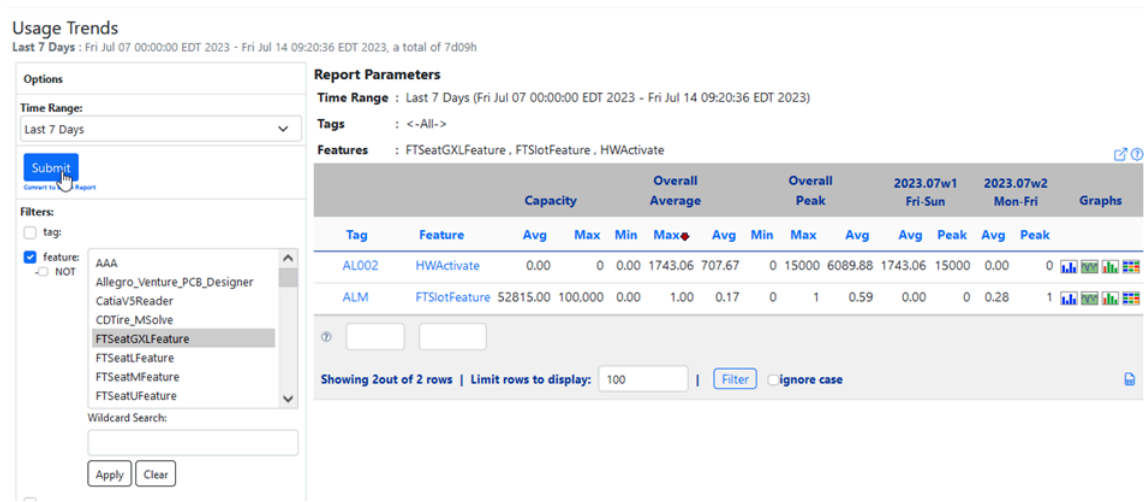 Usage Trends
Last 7 Days : Fri Jul 07 00:00:00 EDT 2023 - Fri Jul 14 09:20:36 EDT 2023, a total of 7d09h
Options
Time Range:
Last 7 Days
Submit
Convert to Report
Filters:
tag:
feature:
- NOT
AAA
Allegro_Venture_PCB_Designer
CatiaV5Reader
CDTire_MSolve
FTSeatGXLFeature
FTSeatLFeature
FTSeatMFeature
FTSeatUFeature
Wildcard Search:
Apply Clear
Report Parameters
Time Range : Last 7 Days (Fri Jul 07 00:00:00 EDT 2023 - Fri Jul 14 09:20:36 EDT 2023)
Tags : <-All->
Features : FTSeatGXLFeature , FTSlotFeature , HWActivate
Capacity Overall Average Overall Peak 2023.07w1 Fri-Sun 2023.07w2 Mon-Fri Graphs
Tag Feature Avg Max Min Max Avg Min Max Avg Avg Peak Avg Peak
AL002 HWActivate 0.00 0 0.00 1743.06 707.67 0 15000 6089.88 1743.06 15000 0.00 0
ALM FTSlotFeature 52815.00 100.000 0.00 1.00 0.17 0 1 0.59 0.00 0 0.28 1
Showing 2out of 2 rows | Limit rows to display: 100 | Filter ignore case